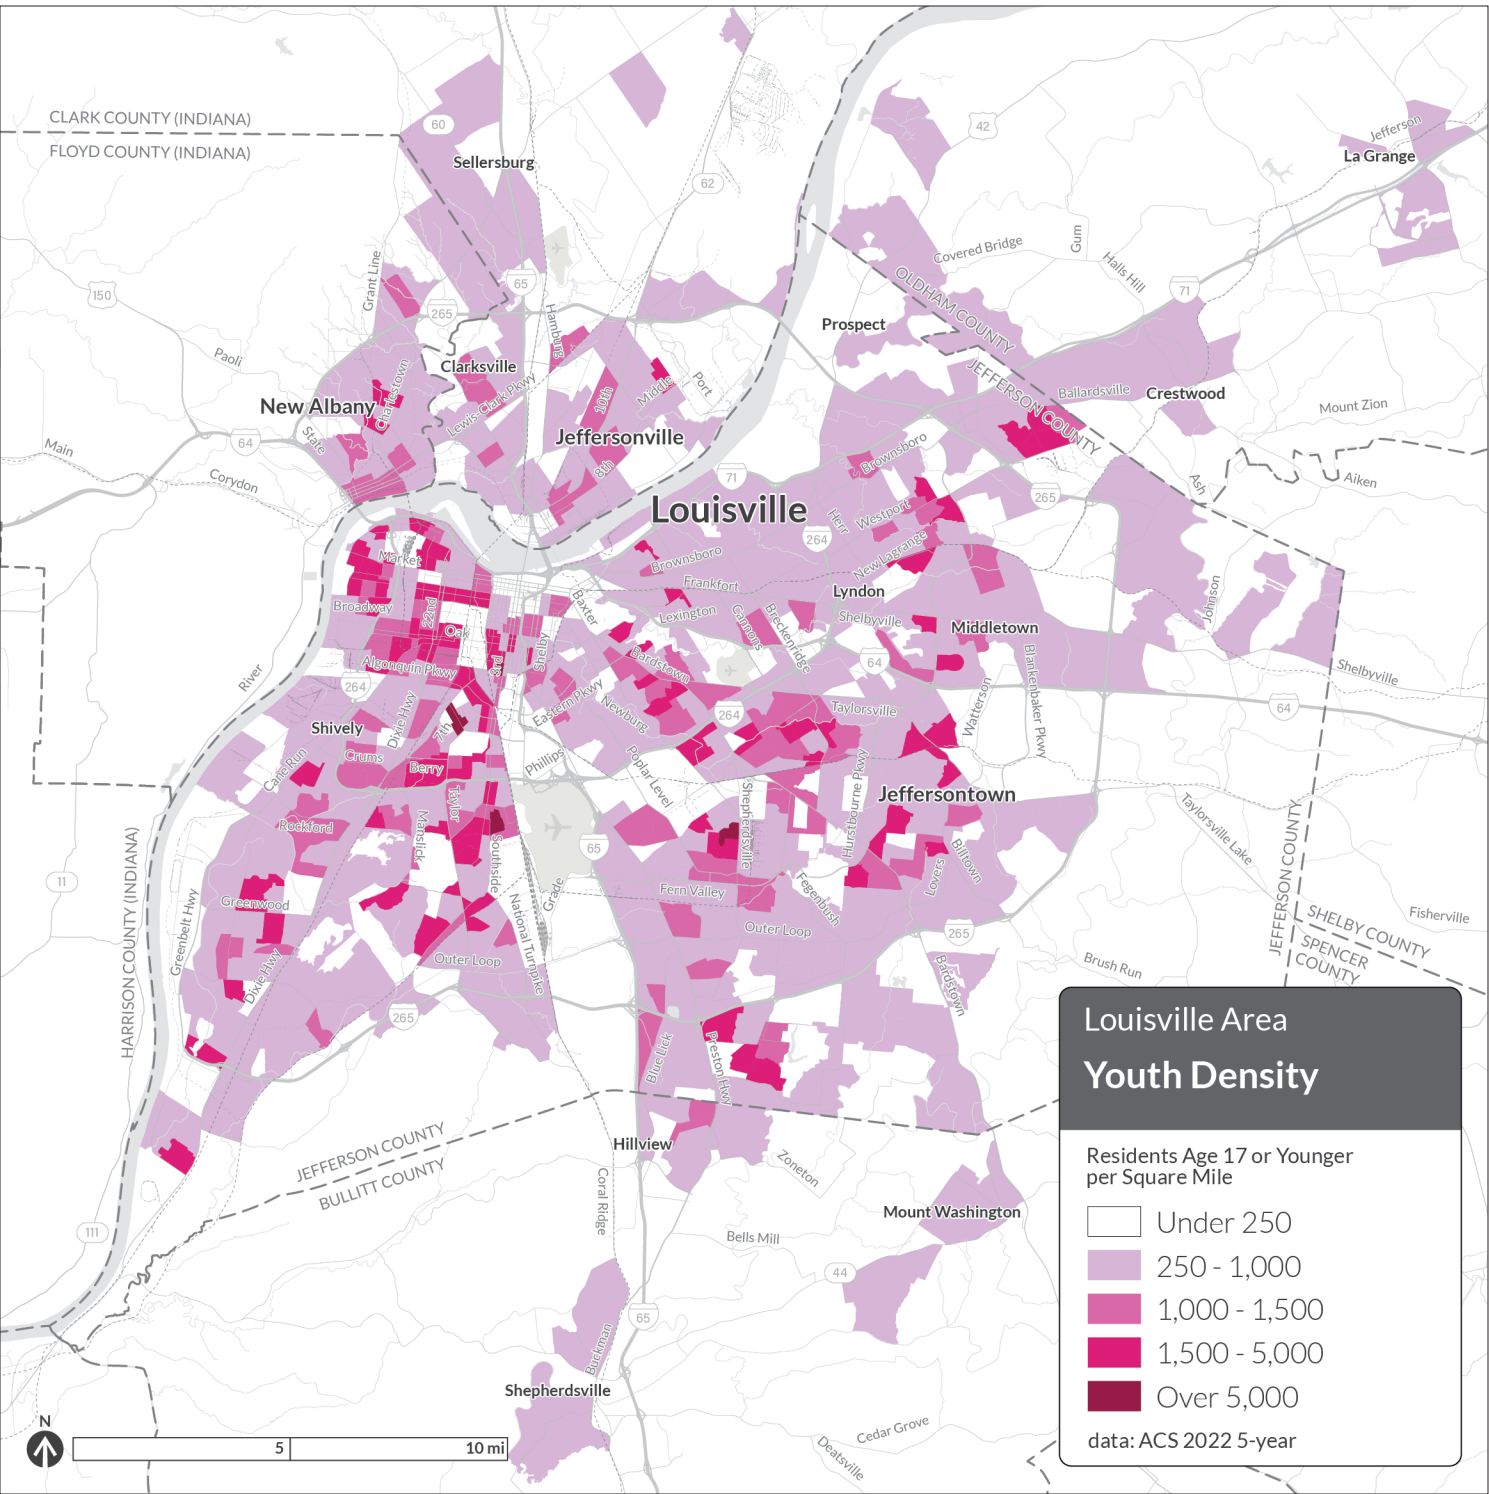 CLARK COUNTY (INDIANA)
FLOYD COUNTY (INDIANA)
60
Sellersburg
62
42
Jefferson
La Grange
Covered Bridge
Gum
Halls Hill
71
OLDHAM COUNTY
JEFFERSON COUNTY
150
Grant Line
265
65
Hamburg
Prospect
Paoli
Clarksville
Lewis Clark Pkwy
Charlestown
New Albany
10th
Middle
Port
Jeffersonville
8th
Ballardsville
Crestwood
Mount Zion
Main
64
State
Corydon
71
Brownsboro
265
Ash
Aiken
Louisville
Herr
Westport
264
New Lagrange
Market
Brownsboro
Frankfort
Lyndon
Broadway
22nd
Baxter
Lexington
Cannons
Breckenridge
Shelbyville
Middletown
Johnson
Oak
3rd
Shelby
Bardstown
64
Algonquin Pkwy
River
264
Eastern Pkwy
Newburg
264
Taylorsville
Watterson
Blankenbaker Pkwy
Shelbyville
64
Shively
Dixie Hwy
7th
Crums
Berry
Cane Run
Phillips
Poplar Level
Hurstbourne Pkwy
Jeffersontown
Rockford
Manslick
Taylor
Southside
65
Shepherdsville
Billtown
Lovers
Taylorsville Lake
JEFFERSON COUNTY
11
HARRISON COUNTY (INDIANA)
Greenbelt Hwy
Greenwood
National Turnpike
Grade
Fern Valley
Fegenbush
Outer Loop
265
SHELBY COUNTY
SPENCER
COUNTY
Fisherville
Dixie Hwy
Outer Loop
Bardstown
Brush Run
265
Blue Lick
Preston Hwy
Hillview
JEFFERSON COUNTY
BULLITT COUNTY
Zoneton
Coral Ridge
Mount Washington
111
Bells Mill
44
65
Buckman
Shepherdsville
Cedar Grove
Deatsville
N
5
10 mi
Louisville Area
Youth Density
Residents Age 17 or Younger
per Square Mile
Under 250
250 - 1,000
1,000 - 1,500
1,500 - 5,000
Over 5,000
data: ACS 2022 5-year